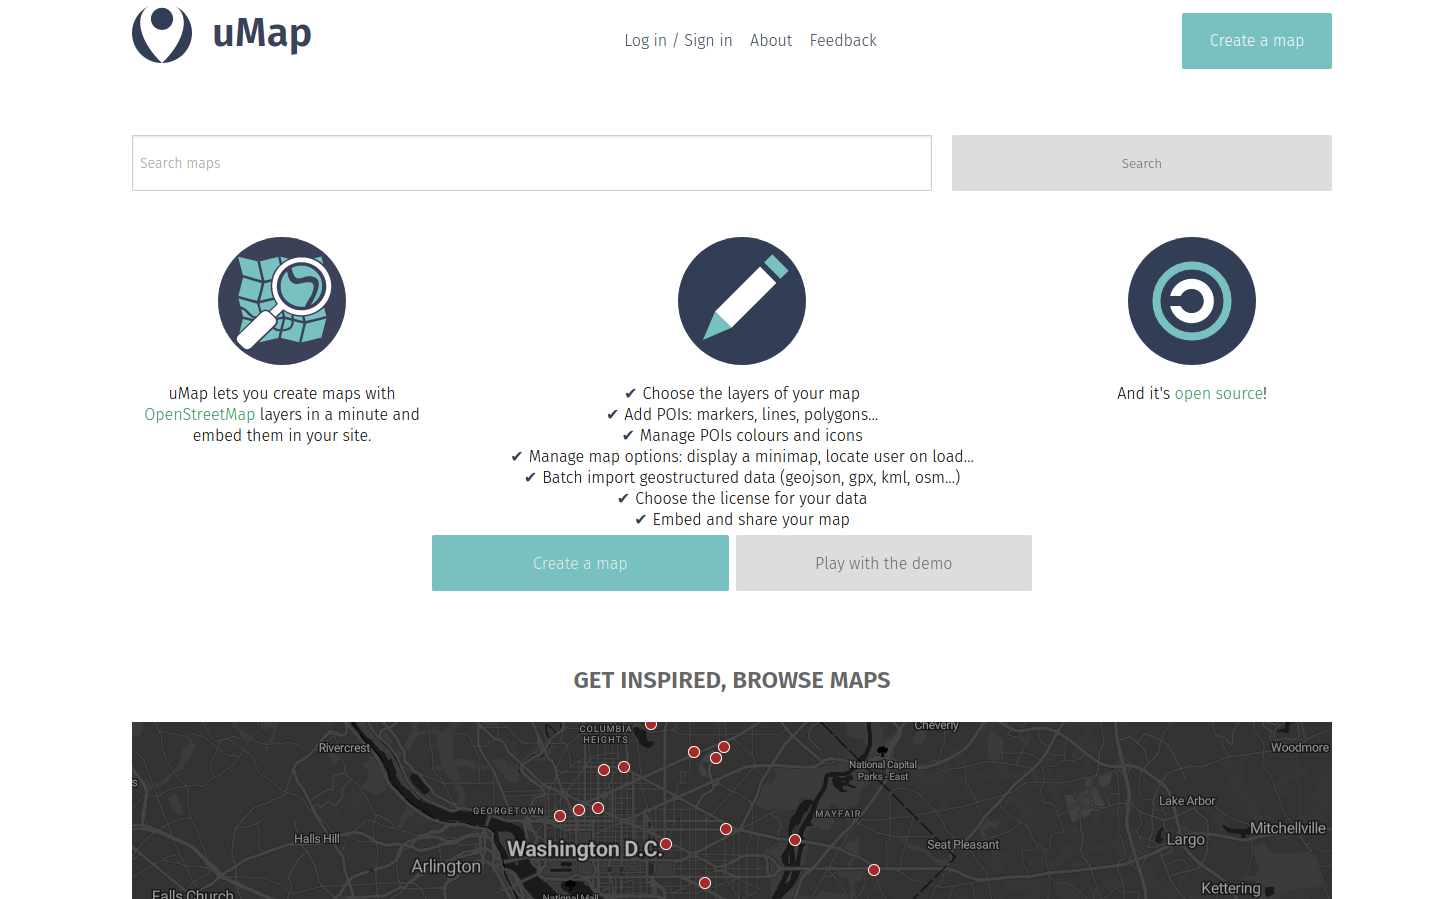 uMap
Log in / Sign in About Feedback
Create a map
Search maps
Search
uMap lets you create maps with
OpenStreetMap layers in a minute and
embed them in your site.
✔ Choose the layers of your map
✔ Add POIs: markers, lines, polygons...
✔ Manage POIs colours and icons
✔ Manage map options: display a minimap, locate user on load...
✔ Batch import geostructured data (geojson, gpx, kml, osm...)
✔ Choose the license for your data
✔ Embed and share your map
And it's open source!
Create a map
Play with the demo
GET INSPIRED, BROWSE MAPS
COLUMBIA
HEIGHTS
Cheverly
Rivercrest
Woodmore
National Capital
Parks - East
GEORGETOWN
MAYFAIR
Lake Arbor
Halls Hill
Washington D.C.
Seat Pleasant
Largo
Mitchellville
Arlington
Kettering
Falls Church
National Mall